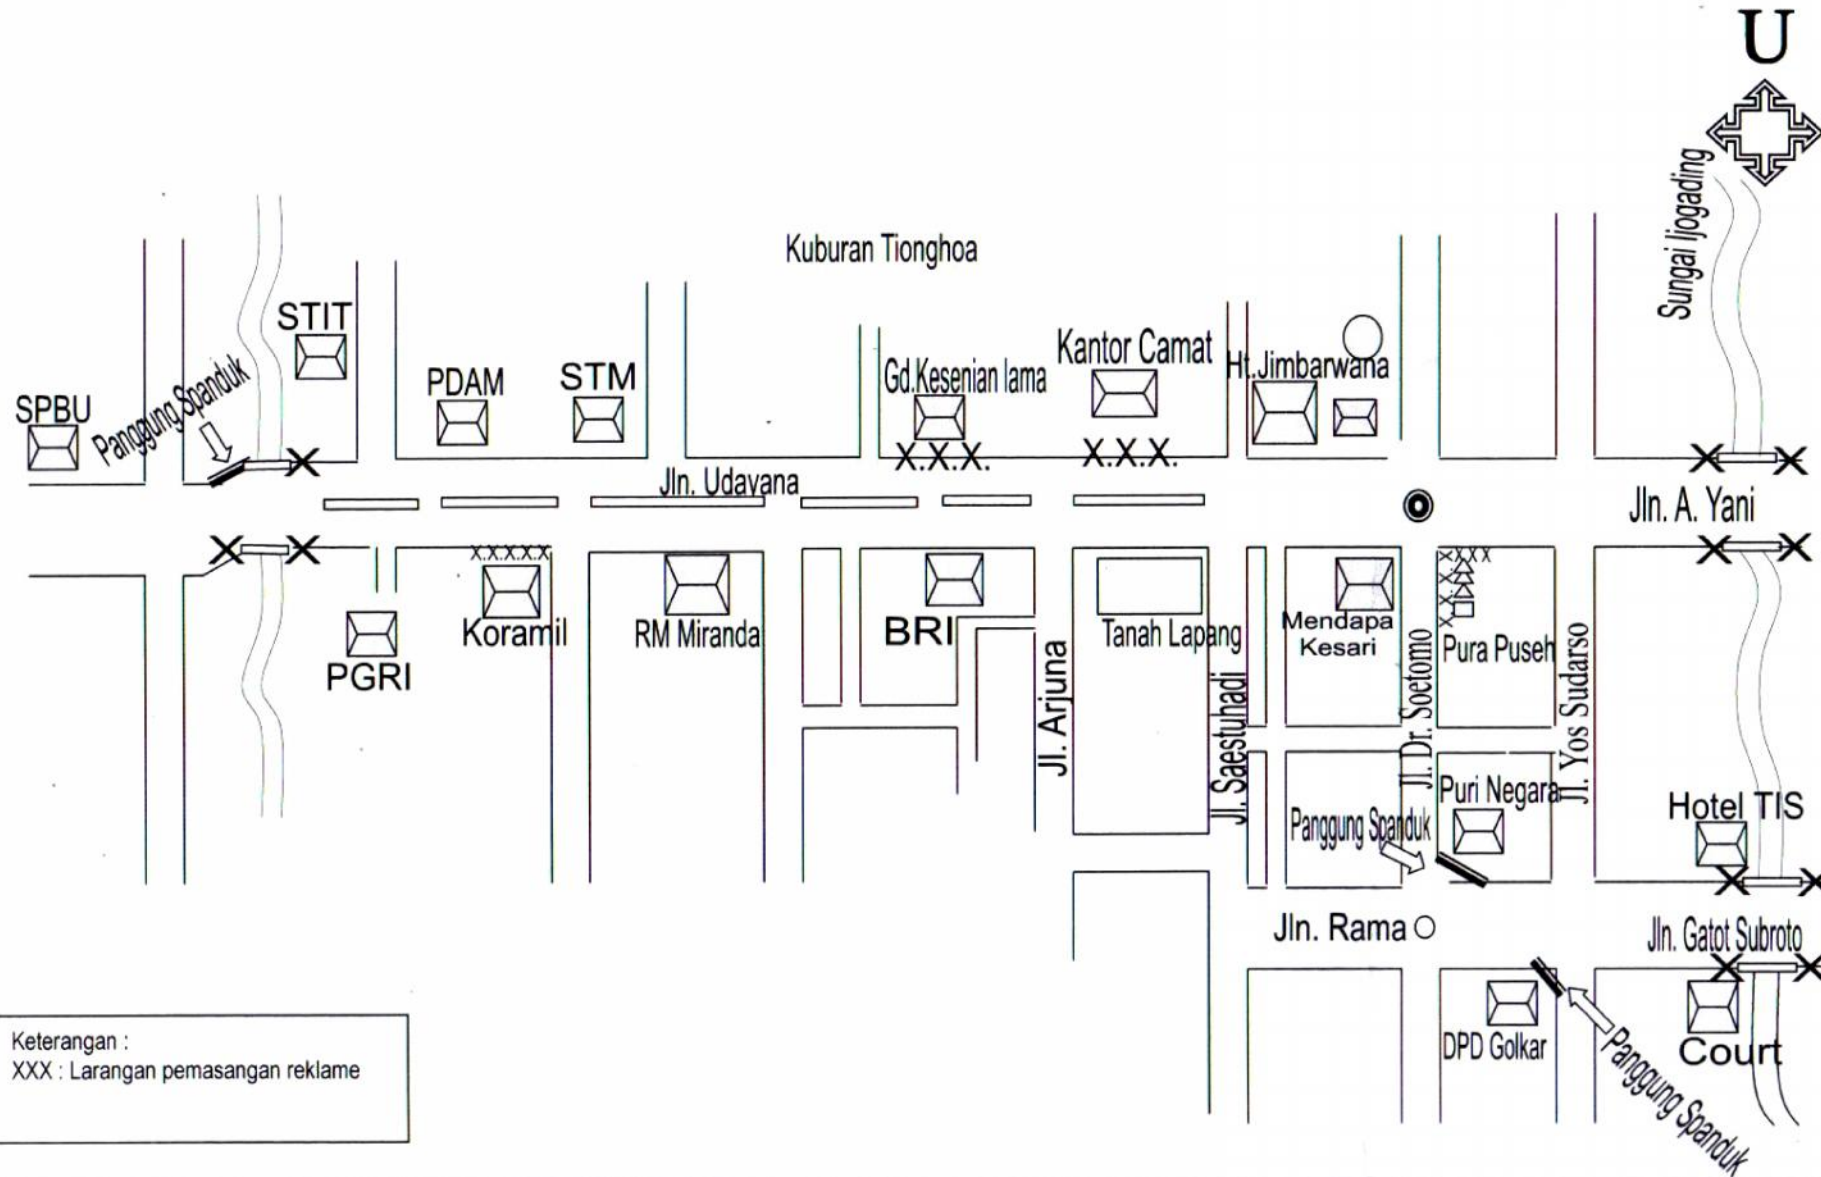 U
Sungai Ijogading
Kuburan Tionghoa
STIT
Kantor Camat
Ht.Jimbarwana
Gd.Kesenian lama
PDAM
STM
SPBU
Panggung Spanduk
X
X.X.X.
X.X.X.
X
X
Jln. Udayana
Jln. A. Yani
X
X
X.X.X.X.X
X.XXX
X
X
X
X
X
Koramil
RM Miranda
BRI
Tanah Lapang
Mendapa
Kesari
Pura Puseh
PGRI
Jl. Arjuna
Jl. Saestuhadi
Jl. Dr. Soetomo
Jl. Yos Sudarso
Puri Negara
Hotel TIS
Panggung Spanduk
X
X
Jln. Rama
Jln. Gatot Subroto
X
X
DPD Golkar
Court
Panggung Spanduk
Keterangan :
XXX : Larangan pemasangan reklame